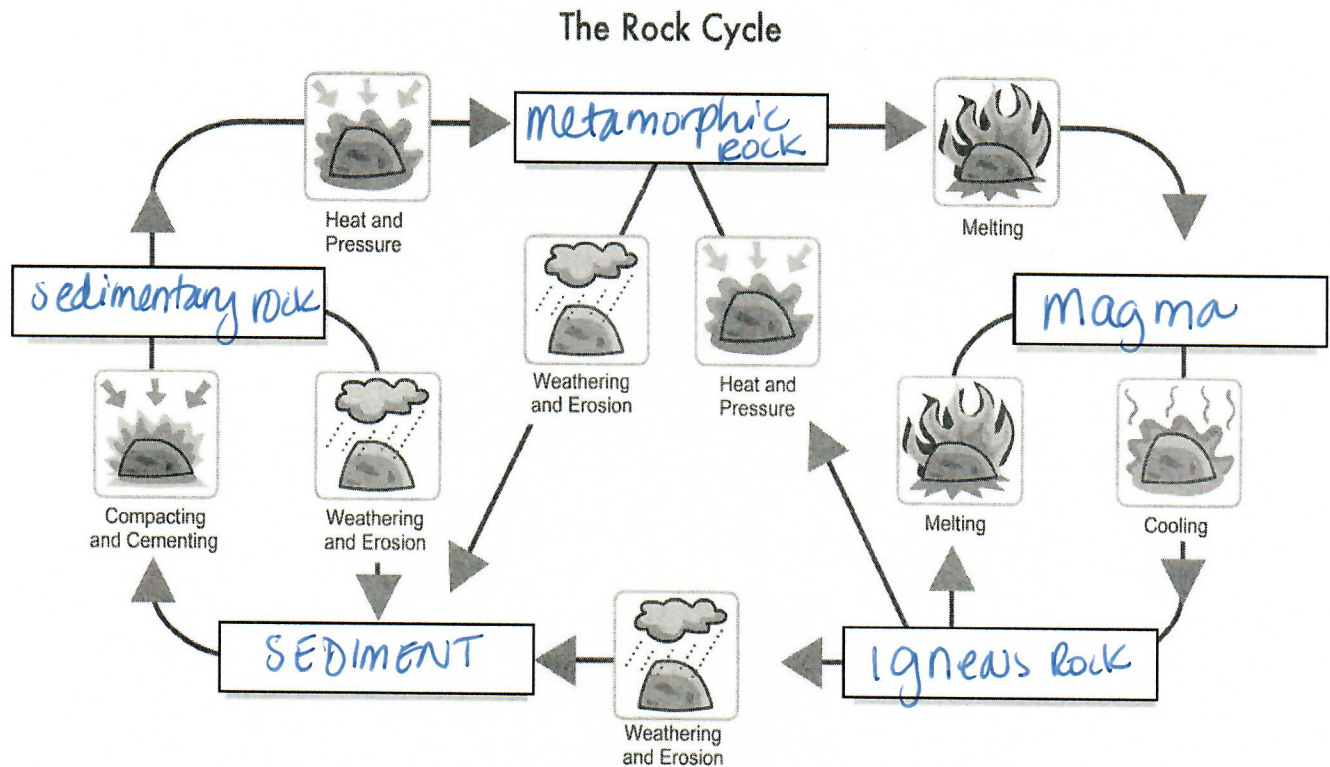 The Rock Cycle
Heat and
Pressure
metamorphic
rock
Melting
sedimentary rock
Weathering
and Erosion
Heat and
Pressure
magma
Compacting
and Cementing
Weathering
and Erosion
Melting
Cooling
SEDIMENT
Weathering
and Erosion
Igneous Rock